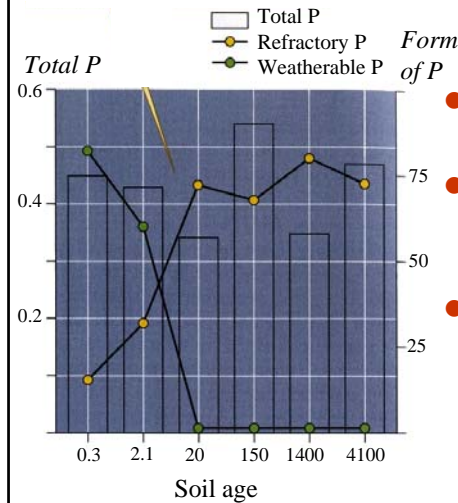 Total P
Refractory P
Weatherable P
Total P
Form
of P
0.6
0.4
0.2
75
50
25
0.3 2.1 20 150 1400 4100
Soil age